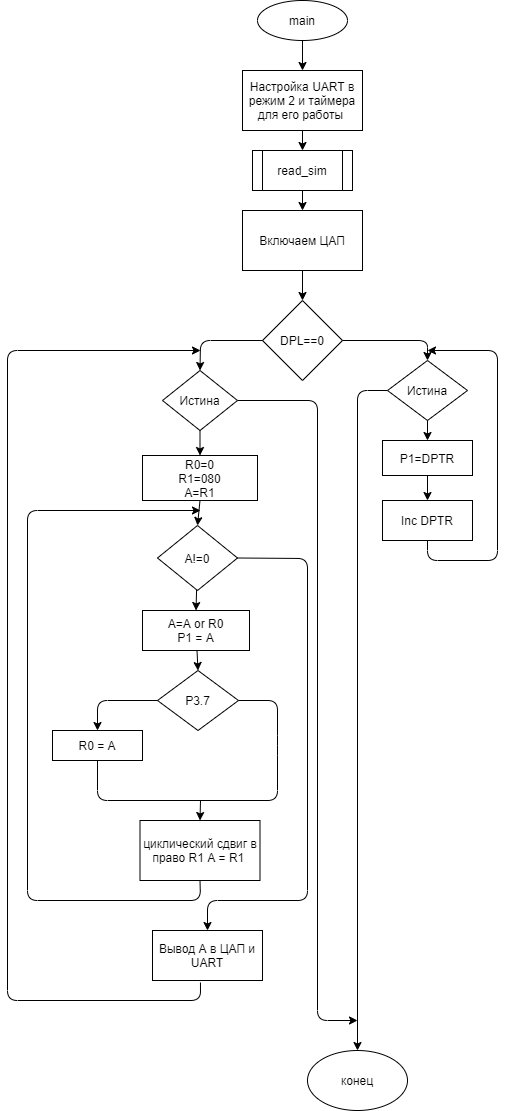 main
Настройка UART в
режим 2 и таймера
для его работы
read_sim
Включаем ЦАП
DPL==0
Истина
Истина
P1=DPTR
Inc DPTR
R0=0
R1=080
A=R1
A!=0
A=A or R0
P1 = A
P3.7
R0 = A
циклический сдвиг в
право R1 A = R1
Вывод А в ЦАП и
UART
конец